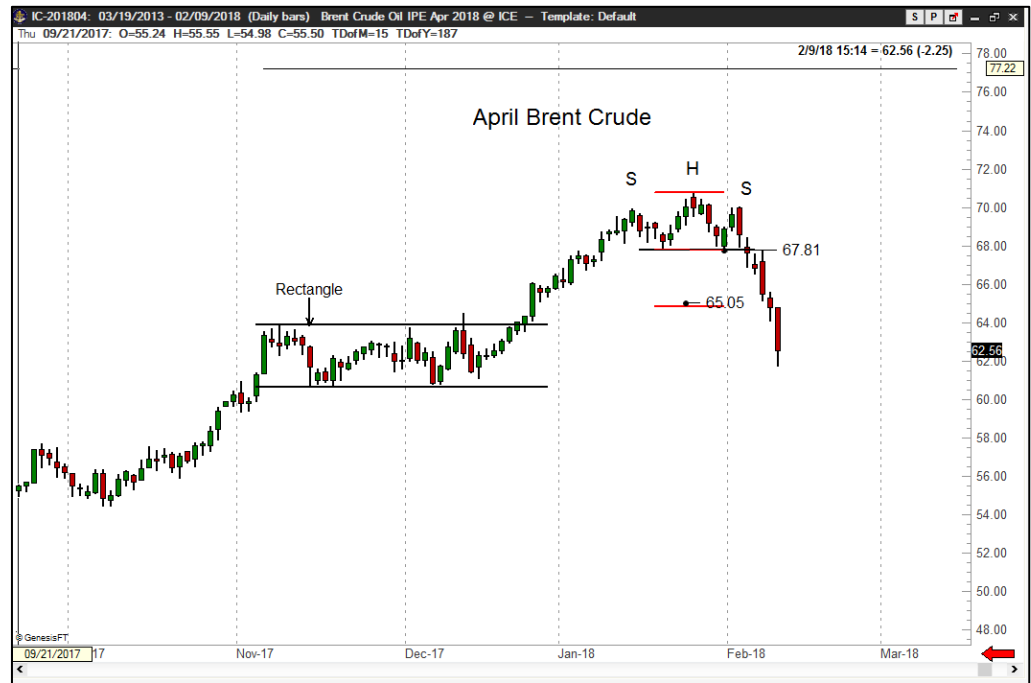 IC-201804: 03/19/2013 - 02/09/2018 (Daily bars) Brent Crude Oil IPE Apr 2018 @ ICE – Template: Default
S P
Thu 09/21/2017: O=55.24 H=55.55 L=54.98 C=55.50 TDofM=15 TDofY=187
2/9/18 15:14 = 62.56 (-2.25)
78.00
77.22
76.00
April Brent Crude
74.00
72.00
S H S
70.00
68.00
67.81
66.00
Rectangle
65.05
64.00
62.56
62.00
60.00
58.00
56.00
54.00
52.00
50.00
48.00
© GenesisFT
09/21/2017 17 Nov-17 Dec-17 Jan-18 Feb-18 Mar-18